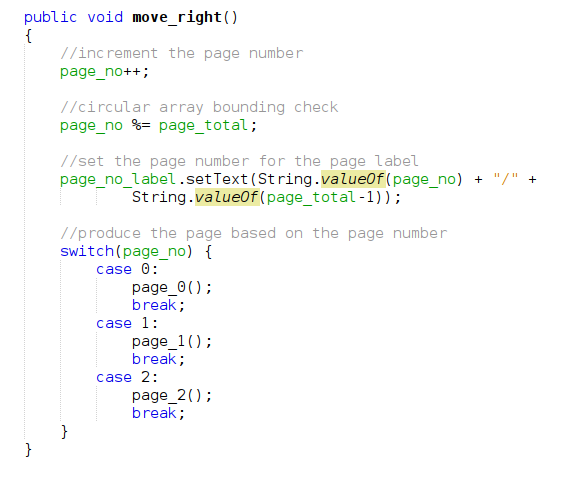 public void move_right()
{
    //increment the page number
    page_no++;

    //circular array bounding check
    page_no %= page_total;

    //set the page number for the page label
    page_no_label.setText(String.valueOf(page_no) + "/" +
            String.valueOf(page_total-1));

    //produce the page based on the page number
    switch(page_no) {
        case 0:
            page_0();
            break;
        case 1:
            page_1();
            break;
        case 2:
            page_2();
            break;
    }
}